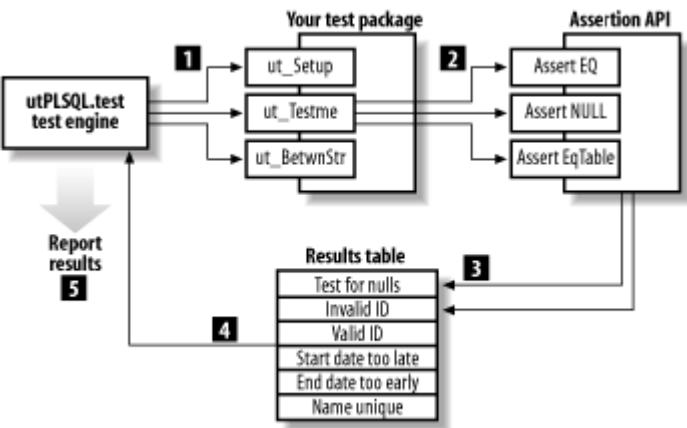 Your test package
Assertion API
1
2
ut_Setup
Assert EQ
utPLSQL.test
test engine
ut_Testme
Assert NULL
ut_BetwnStr
Assert EqTable
Report
results
5
Results table
3
Test for nulls
Invalid ID
4
Valid ID
Start date too late
End date too early
Name unique